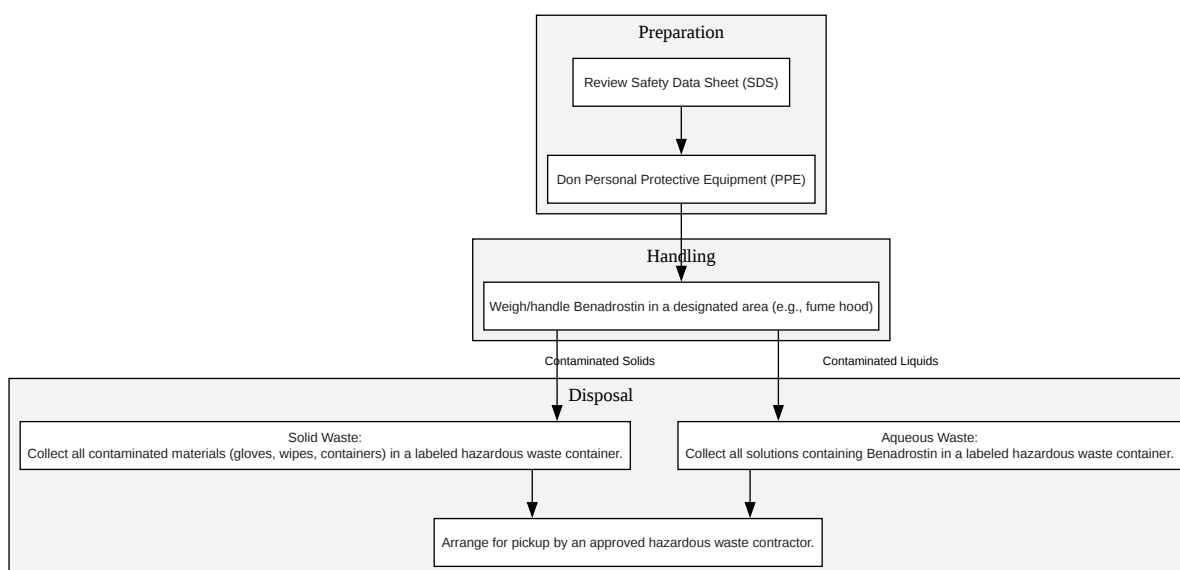 Preparation
Review Safety Data Sheet (SDS)
Don Personal Protective Equipment (PPE)
Handling
Weigh/handle Benadrostin in a designated area (e.g., fume hood)
Contaminated Solids
Contaminated Liquids
Disposal
Solid Waste:
Collect all contaminated materials (gloves, wipes, containers) in a labeled hazardous waste container.
Aqueous Waste:
Collect all solutions containing Benadrostin in a labeled hazardous waste container.
Arrange for pickup by an approved hazardous waste contractor.